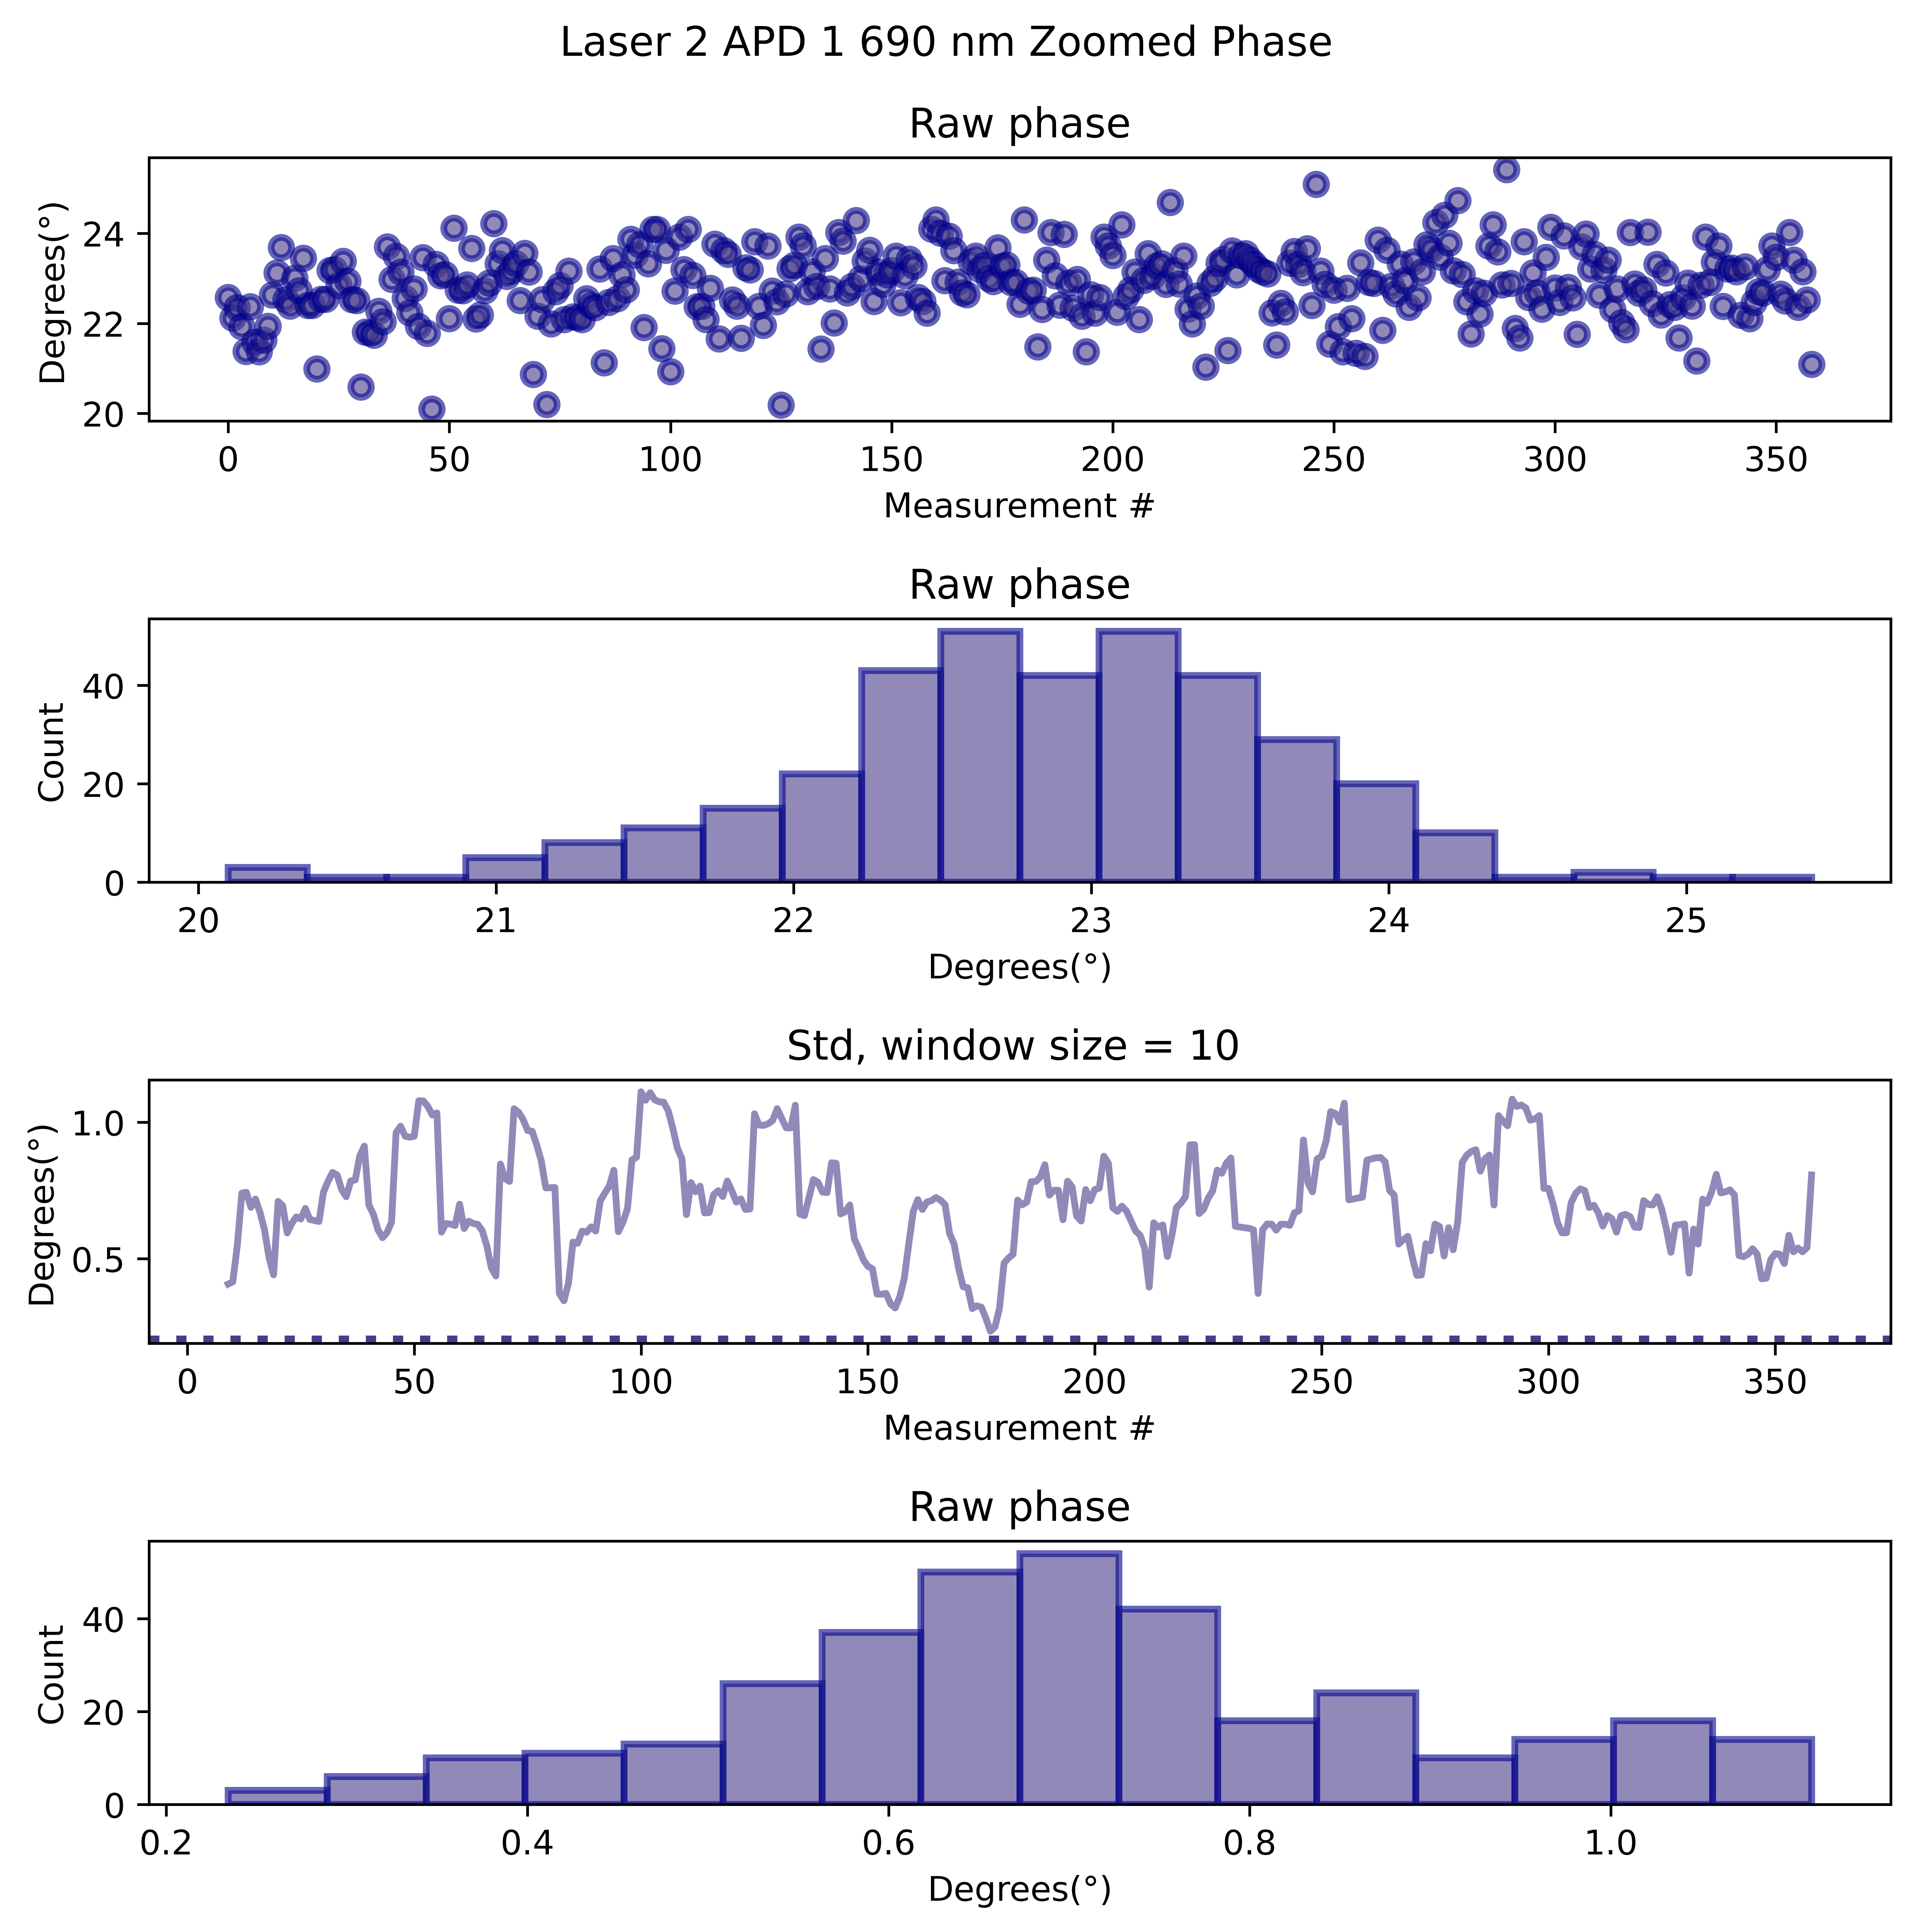 Laser 2 APD 1 690 nm Zoomed Phase
Raw phase
Degrees(°)
24
22
20
0 50 100 150 200 250 300 350
Measurement #
Raw phase
Count
40
20
0
20 21 22 23 24 25
Degrees(°)
Std, window size = 10
Degrees(°)
1.0
0.5
0 50 100 150 200 250 300 350
Measurement #
Raw phase
Count
40
20
0
0.2 0.4 0.6 0.8 1.0
Degrees(°)